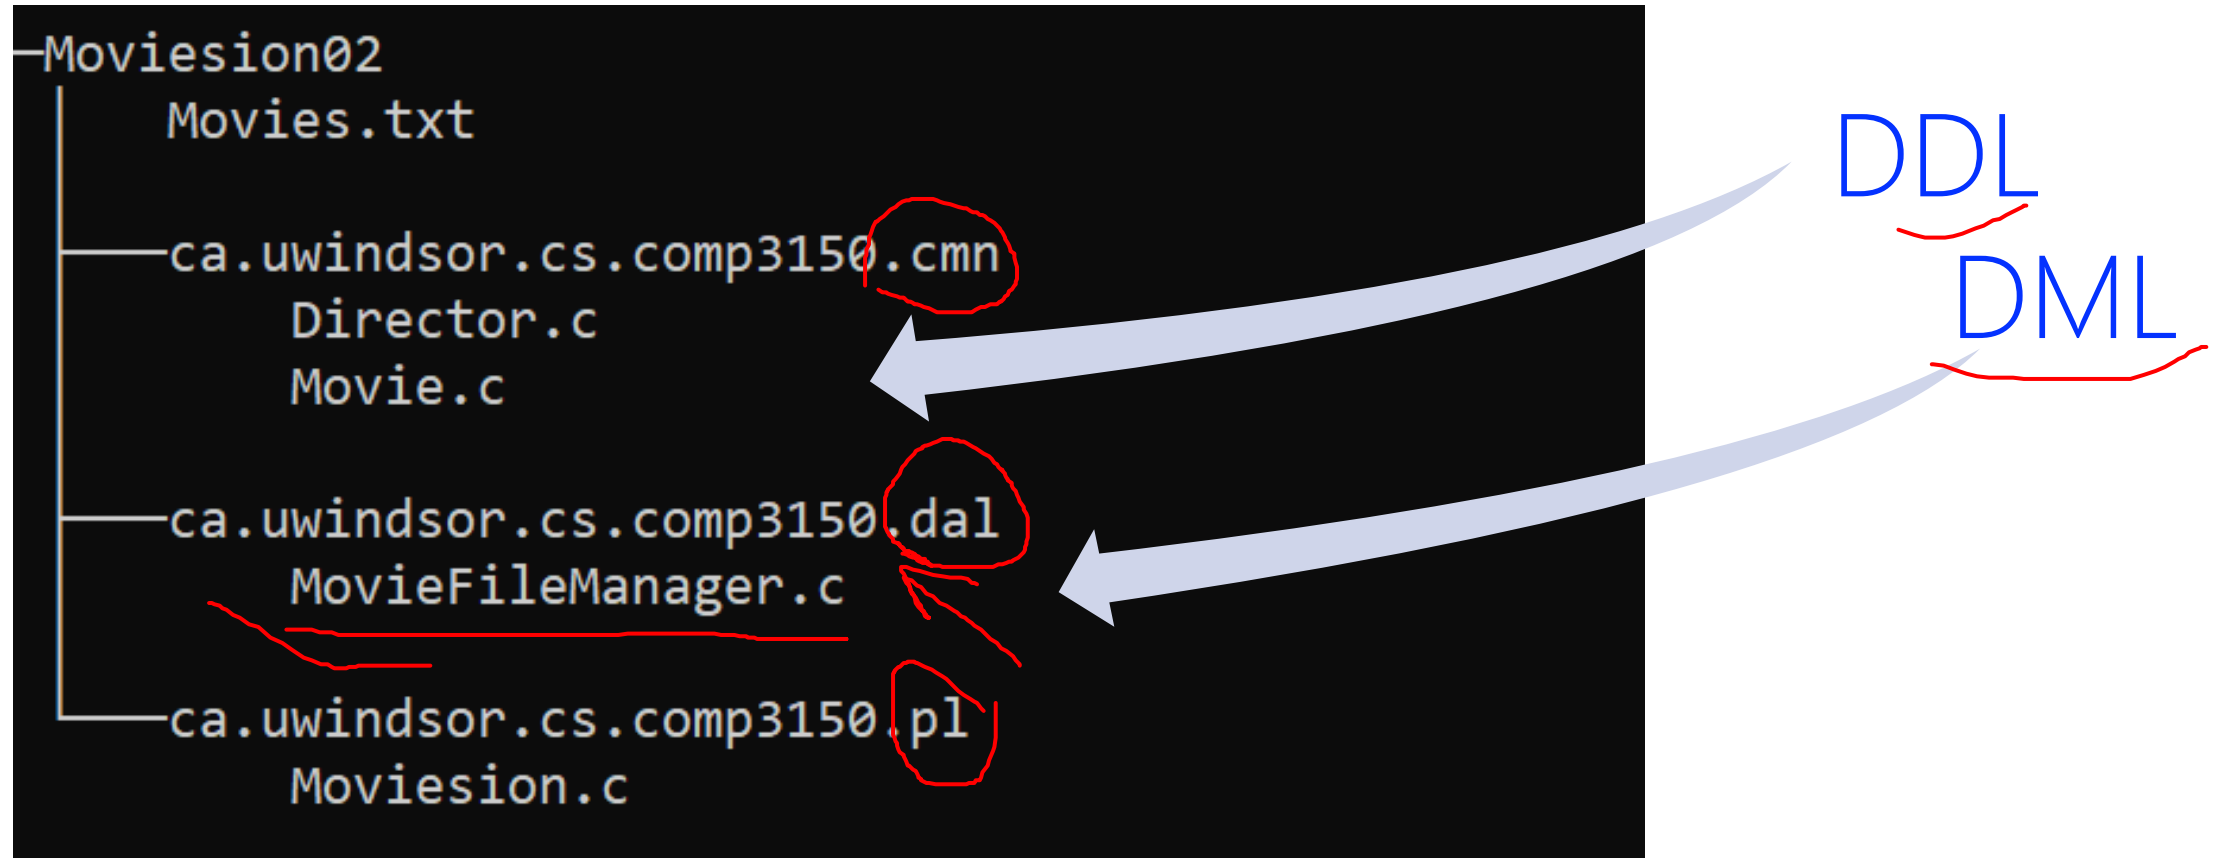 Moviesion02
Movies.txt
ca.uwindsor.cs.comp3150.cmn
Director.c
Movie.c
ca.uwindsor.cs.comp3150.dal
MovieFileManager.c
ca.uwindsor.cs.comp3150.pl
Moviesion.c
DDL
DML